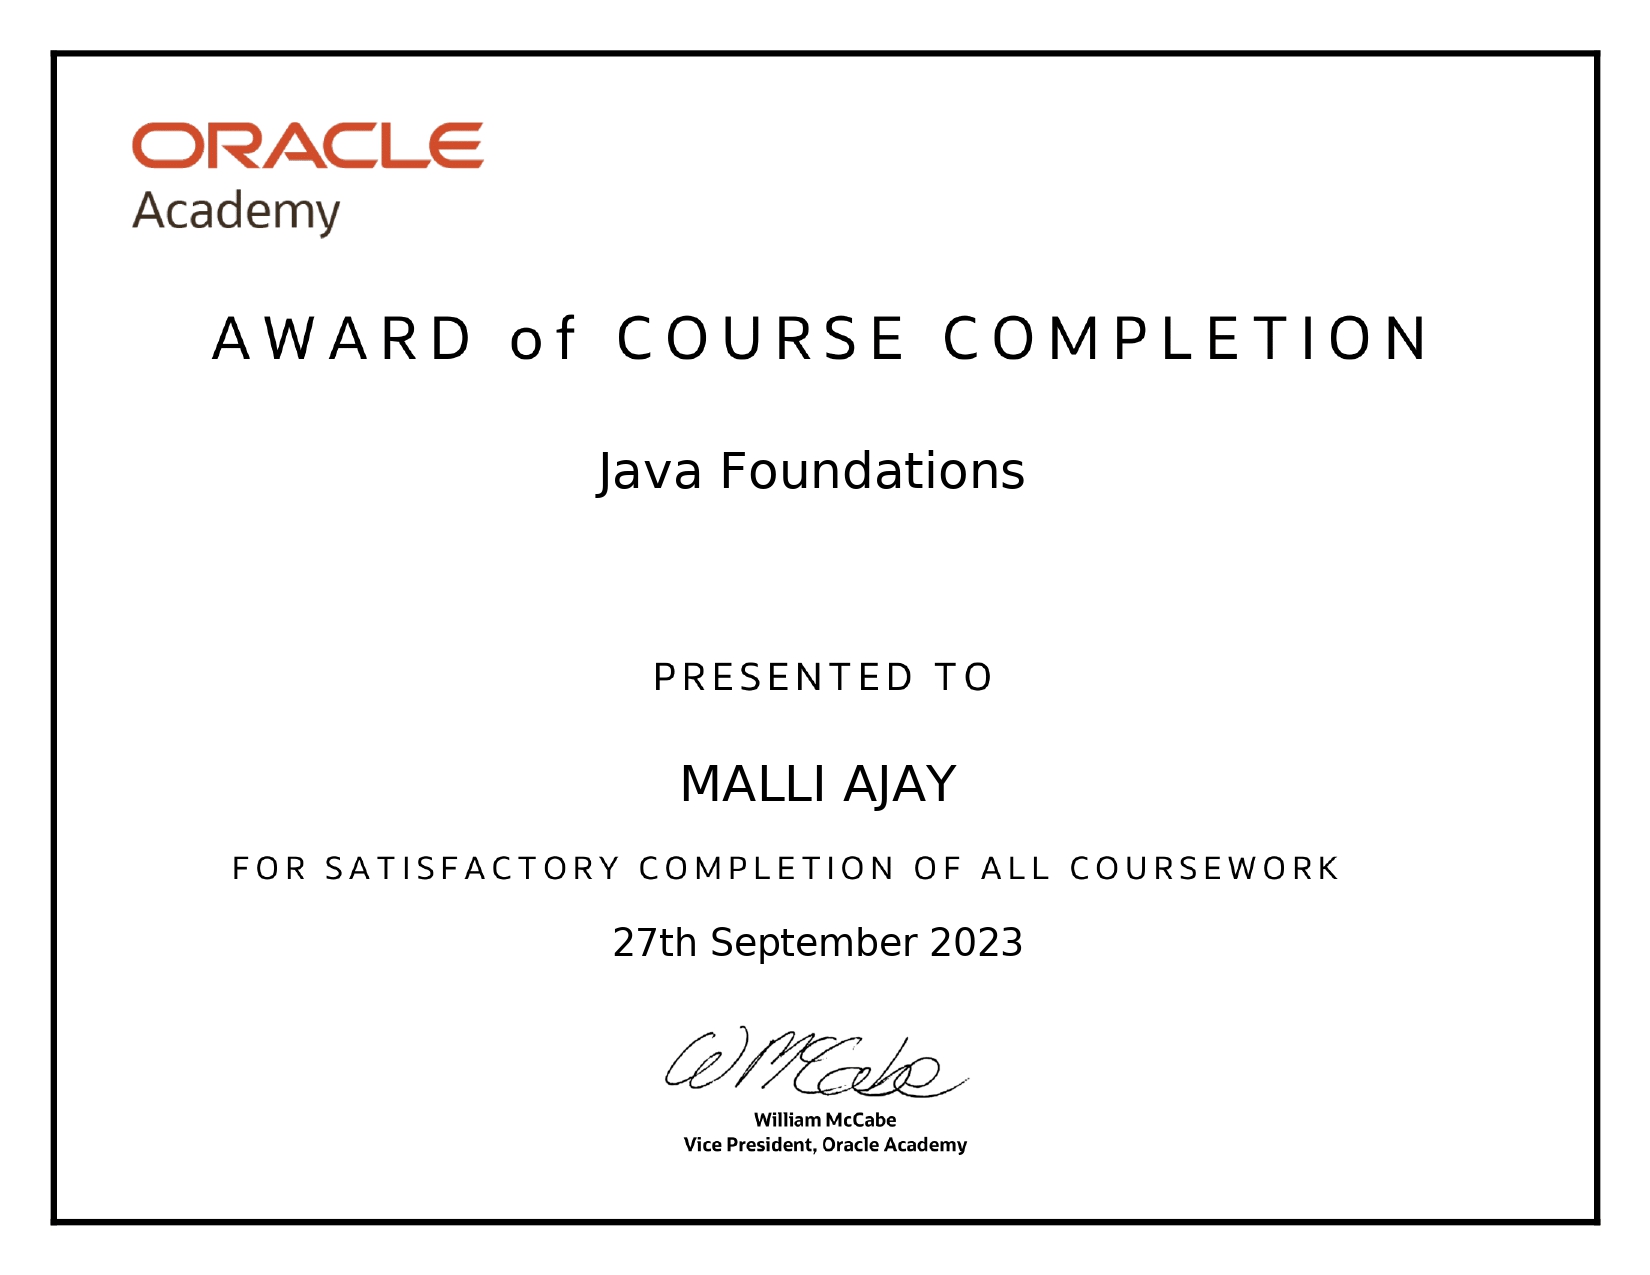 ORACLE
Academy
AWARD of COURSE COMPLETION
Java Foundations
PRESENTED TO
MALLI AJAY
FOR SATISFACTORY COMPLETION OF ALL COURSEWORK
27th September 2023
WMcCabe
William McCabe
Vice President, Oracle Academy